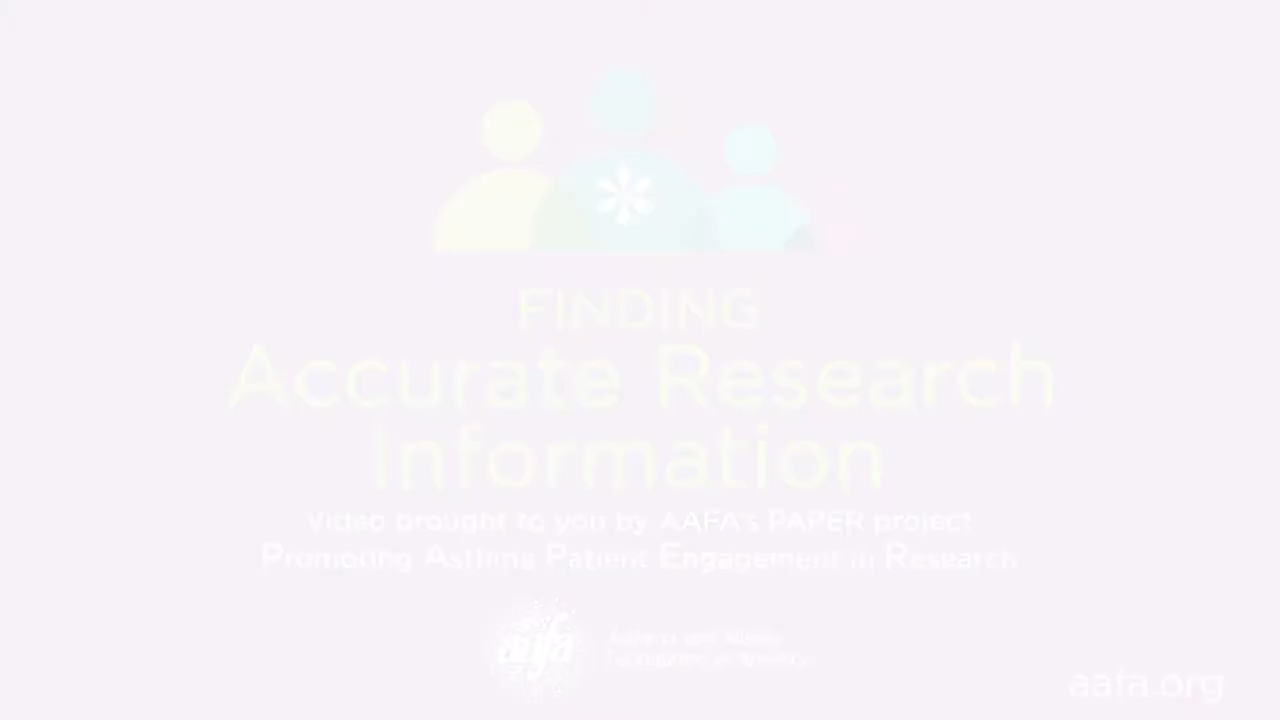 FINDING
Accurate Research
Information
Video brought to you by AAFA's PAPER project
Promoting Asthma Patient Engagement in Research
aafa
Asthma and Allergy
Foundation of America
aafa.org